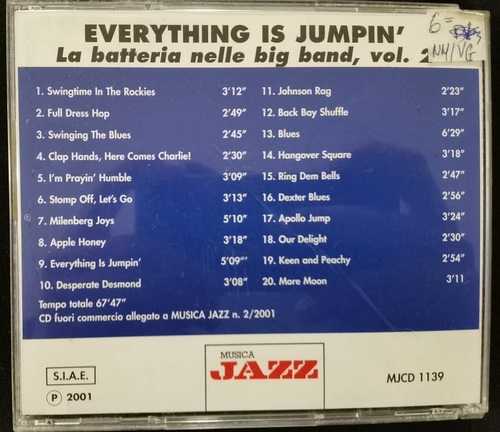 EVERYTHING IS JUMPIN'
La batteria nelle big band, vol. 2
6=
NM/VG
1. Swingtime In The Rockies 3'12"
2. Full Dress Hop 2'49"
3. Swinging The Blues 2'45"
4. Clap Hands, Here Comes Charlie! 2'30"
5. I'm Prayin' Humble 3'09"
6. Stomp Off, Let's Go 3'13"
7. Milenberg Joys 5'10"
8. Apple Honey 3'18"
9. Everything Is Jumpin' 5'09"
10. Desperate Desmond 3'08"
Tempo totale 67'47"
CD fuori commercio allegato a MUSICA JAZZ n. 2/2001
11. Johnson Rag 2'23"
12. Back Bay Shuffle 3'17"
13. Blues 6'29"
14. Hangover Square 3'18"
15. Ring Dem Bells 2'47"
16. Dexter Blues 2'56"
17. Apollo Jump 3'24"
18. Our Delight 2'30"
19. Keen and Peachy 2'54"
20. More Moon 3'11
S.I.A.E.
P 2001
MUSICA
JAZZ
MJCD 1139